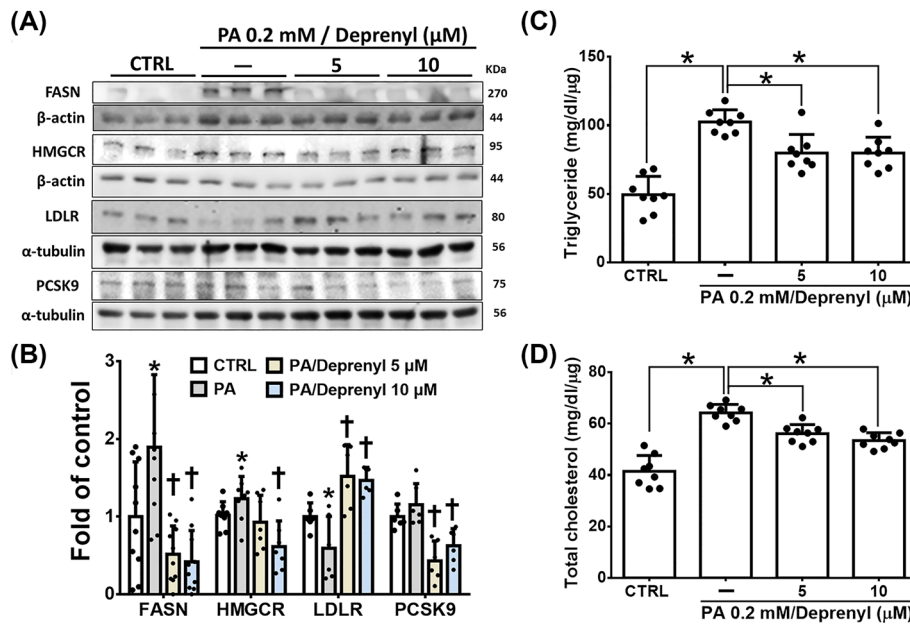 (A)
PA 0.2 mM / Deprenyl (μM)
CTRL — 5 10
KDa
FASN 270
β-actin 44
HMGCR 95
β-actin 44
LDLR 80
α-tubulin 56
PCSK9 75
α-tubulin 56
(B)
Fold of control
3
2
1
0
CTRL PA/Deprenyl 5 μM
PA PA/Deprenyl 10 μM
* † † * † * † † † †
FASN HMGCR LDLR PCSK9
(C)
Triglyceride (mg/dl/μg)
150
100
50
0
* * *
CTRL — 5 10
PA 0.2 mM/Deprenyl (μM)
(D)
Total cholesterol (mg/dl/μg)
80
60
40
20
0
* * *
CTRL — 5 10
PA 0.2 mM/Deprenyl (μM)